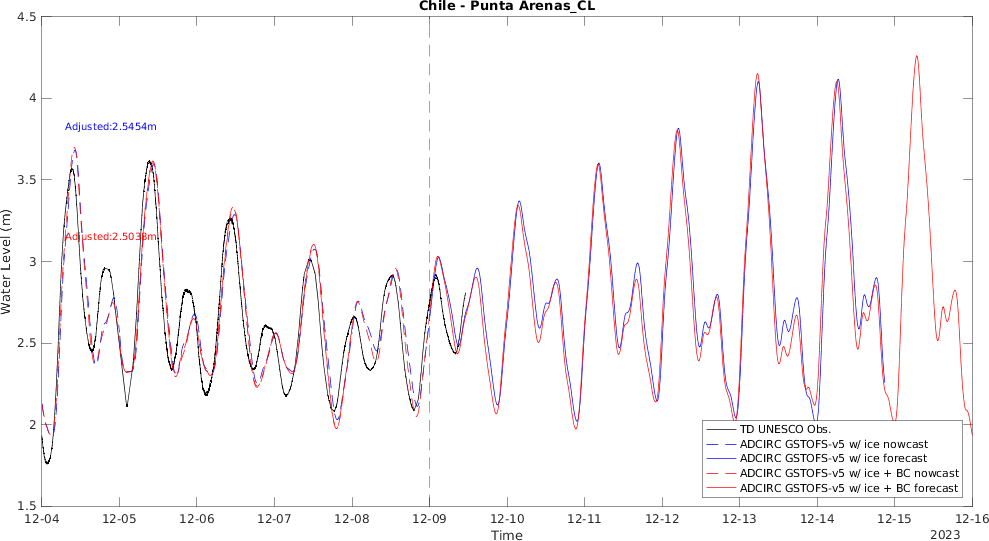 Chile - Punta Arenas_CL
4.5
4
3.5
3
2.5
2
1.5
Water Level (m)
Adjusted:2.5454m
Adjusted:2.5038m
TD UNESCO Obs.
ADCIRC GSTOFS-v5 w/ ice nowcast
ADCIRC GSTOFS-v5 w/ ice forecast
ADCIRC GSTOFS-v5 w/ ice + BC nowcast
ADCIRC GSTOFS-v5 w/ ice + BC forecast
12-04 12-05 12-06 12-07 12-08 12-09 12-10 12-11 12-12 12-13 12-14 12-15 12-16
Time
2023